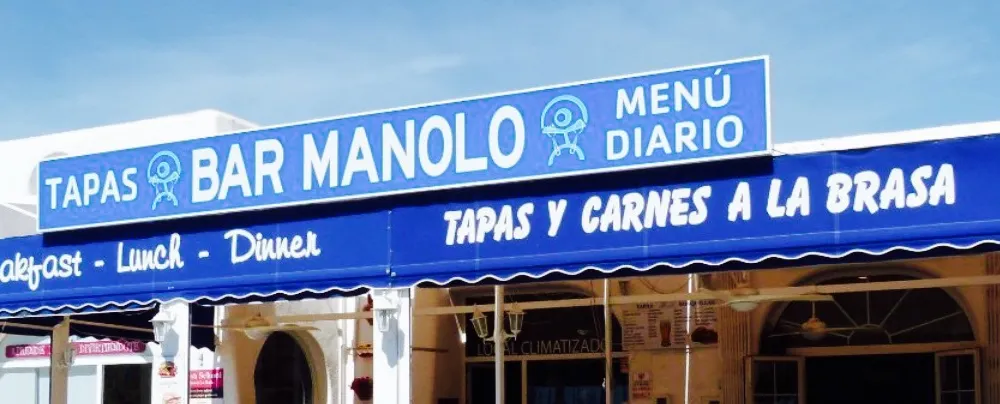 TAPAS BAR MANOLO MENÚ DIARIO
TAPAS Y CARNES A LA BRASA
akfast - Lunch - Dinner
LOCAL CLIMATIZADO